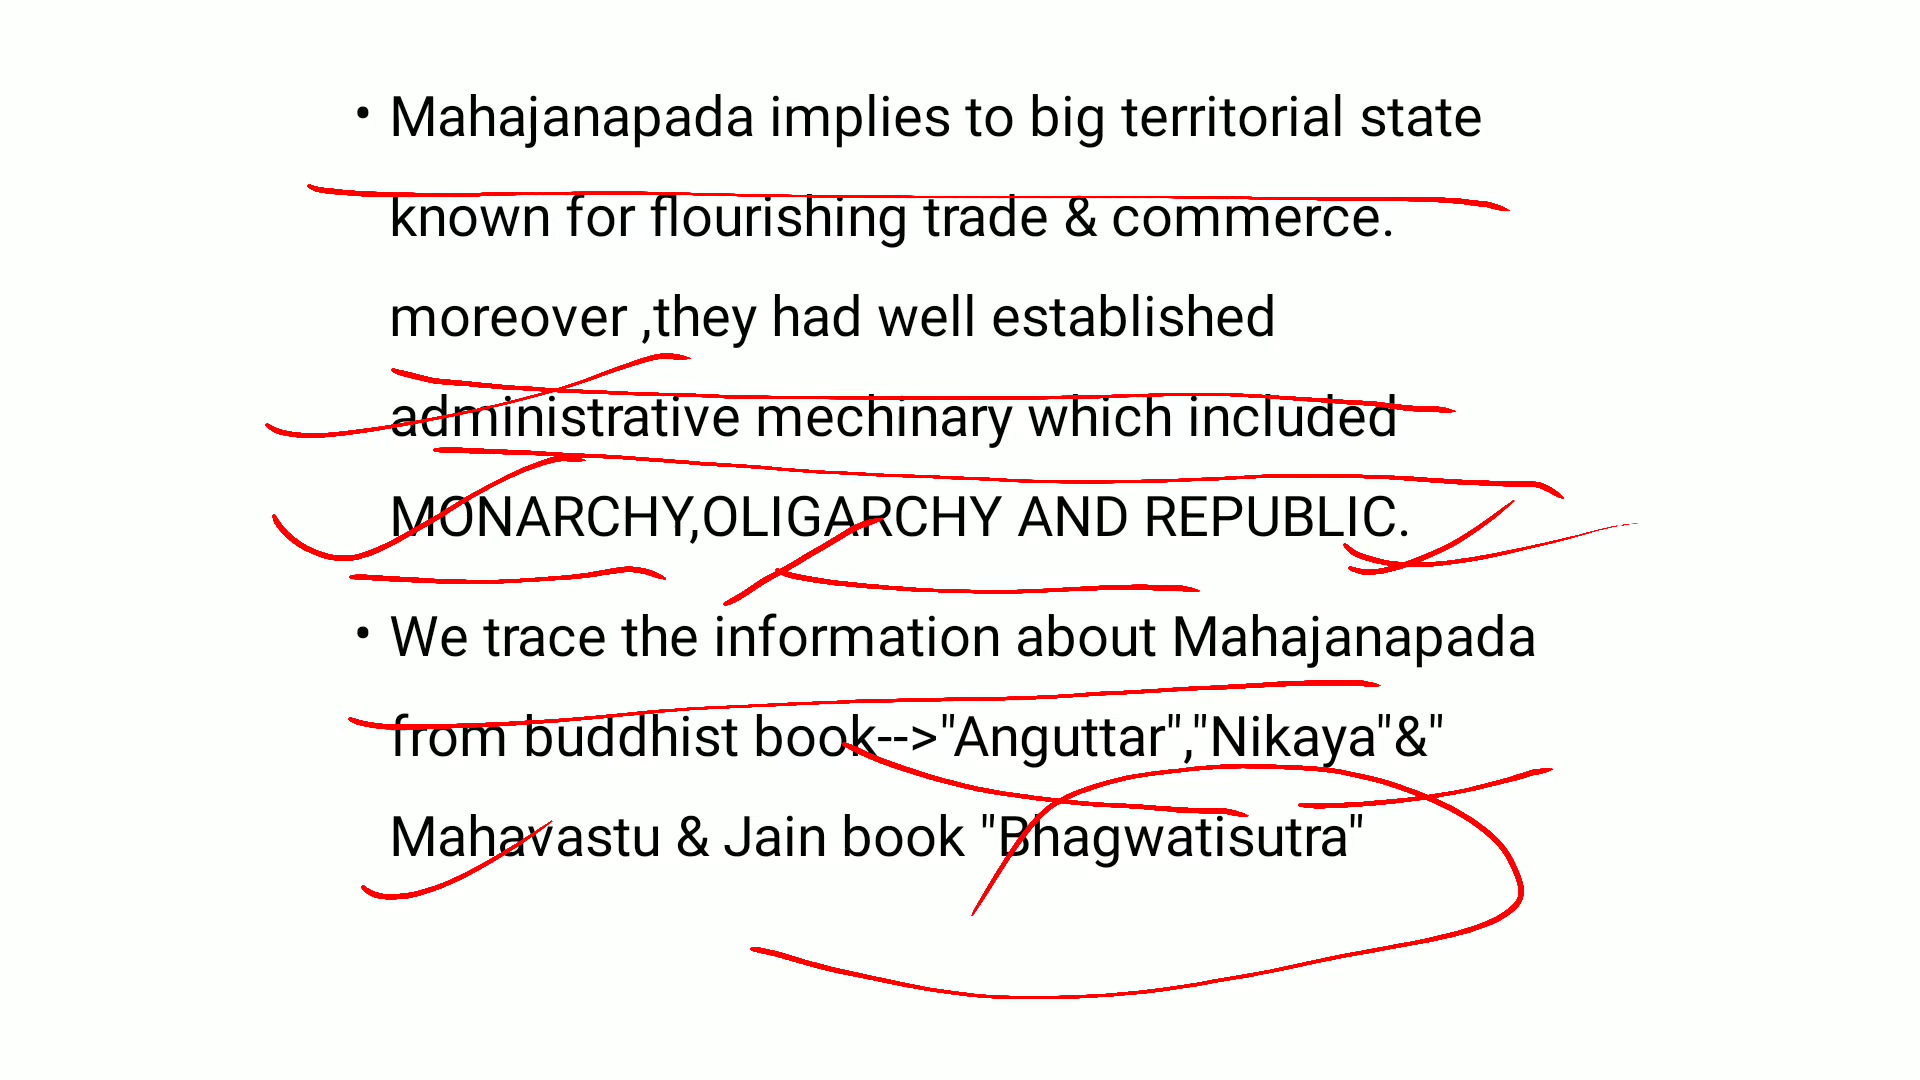 • Mahajanapada implies to big territorial state
known for flourishing trade & commerce.
moreover ,they had well established
administrative mechinary which included
MONARCHY,OLIGARCHY AND REPUBLIC.
• We trace the information about Mahajanapada
from buddhist book-->"Anguttar","Nikaya"&"
Mahavastu & Jain book "Bhagwatisutra"